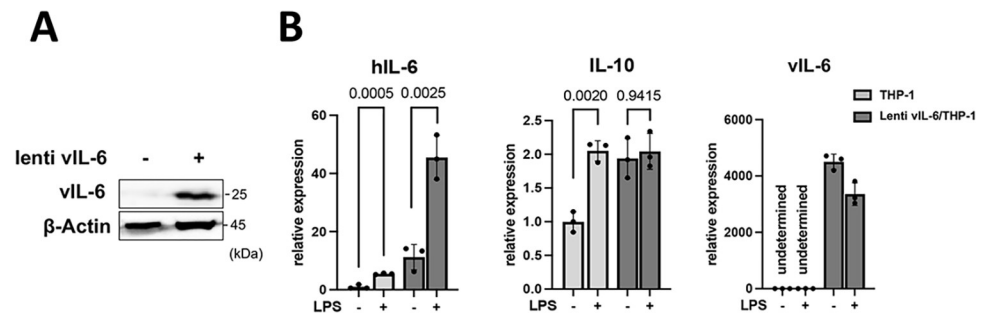 A
B
lenti vIL-6 - +
vIL-6
-25
β-Actin
-45
(kDa)
hIL-6
0.0005 0.0025
relative expression
60
40
20
0
LPS - + - +
IL-10
0.0020 0.9415
relative expression
2.5
2.0
1.5
1.0
0.5
0.0
LPS - + - +
vIL-6
THP-1
Lenti vIL-6/THP-1
relative expression
6000
4000
2000
0
undetermined
undetermined
LPS - + - +